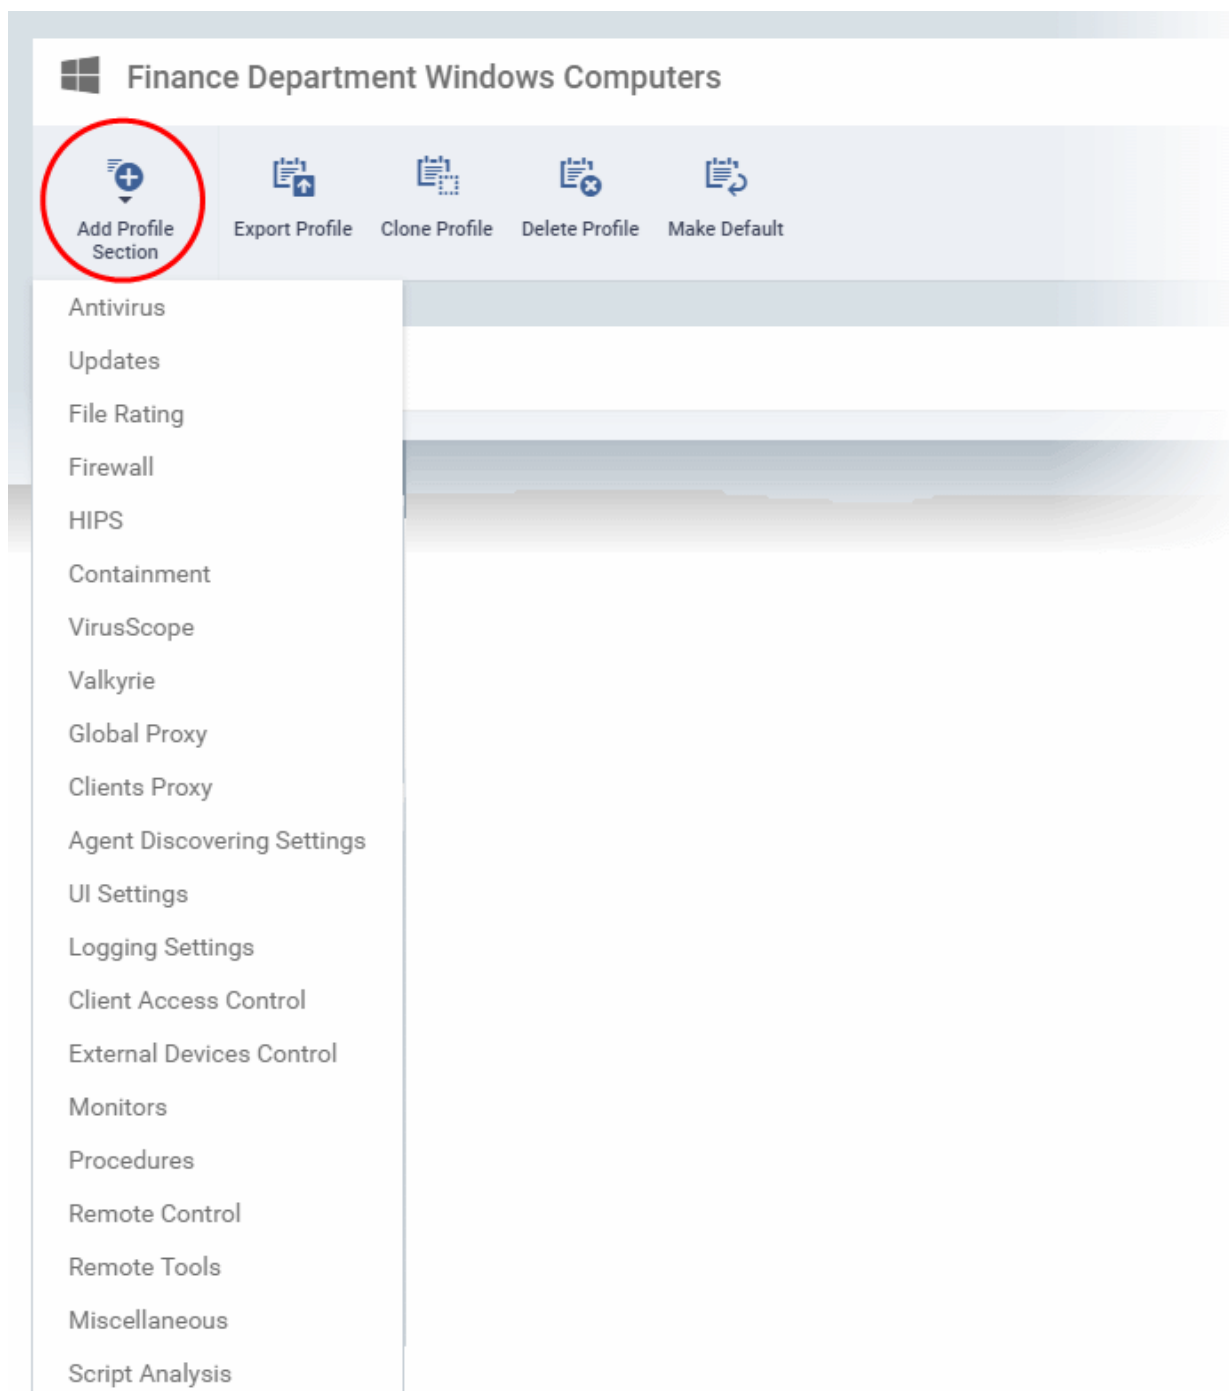 Finance Department Windows Computers
Add Profile
Section
Export Profile
Clone Profile
Delete Profile
Make Default
Antivirus
Updates
File Rating
Firewall
HIPS
Containment
VirusScope
Valkyrie
Global Proxy
Clients Proxy
Agent Discovering Settings
UI Settings
Logging Settings
Client Access Control
External Devices Control
Monitors
Procedures
Remote Control
Remote Tools
Miscellaneous
Script Analysis